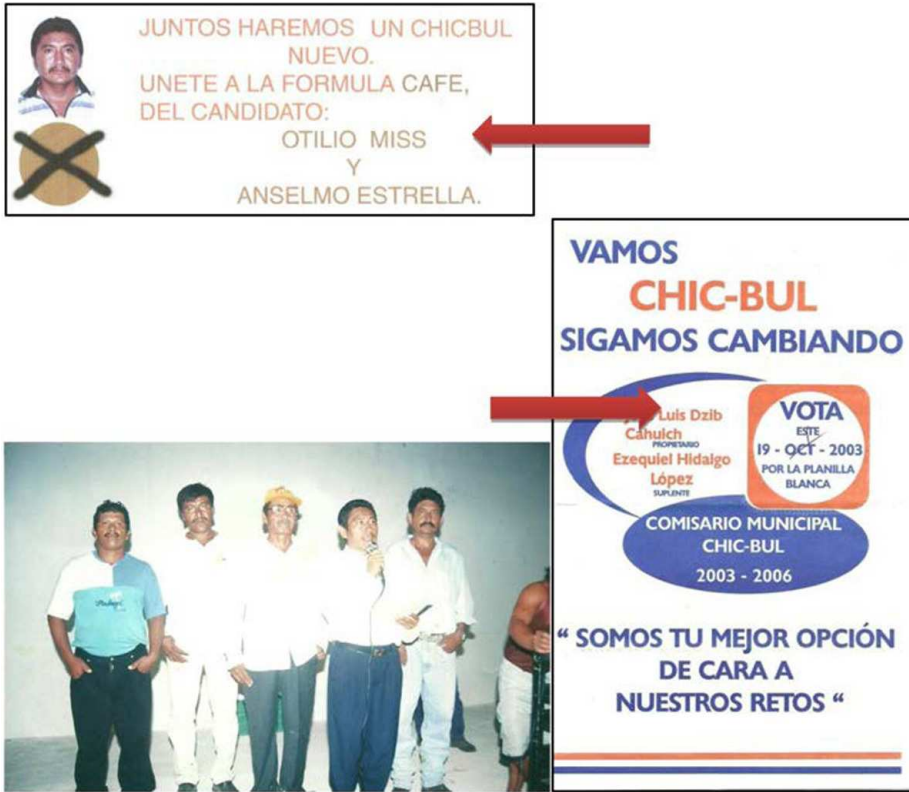 JUNTOS HAREMOS UN CHICBUL
NUEVO.
UNETE A LA FORMULA CAFE,
DEL CANDIDATO:
OTILIO MISS
Y
ANSELMO ESTRELLA.
VAMOS
CHIC-BUL
SIGAMOS CAMBIANDO
Luis Dzib
Cahuich
PROPIETARIO
Ezequiel Hidalgo
López
SUPLENTE
VOTA
ESTE
19 - OCT - 2003
POR LA PLANILLA
BLANCA
COMISARIO MUNICIPAL
CHIC-BUL
2003 - 2006
“ SOMOS TU MEJOR OPCIÓN
DE CARA A
NUESTROS RETOS “